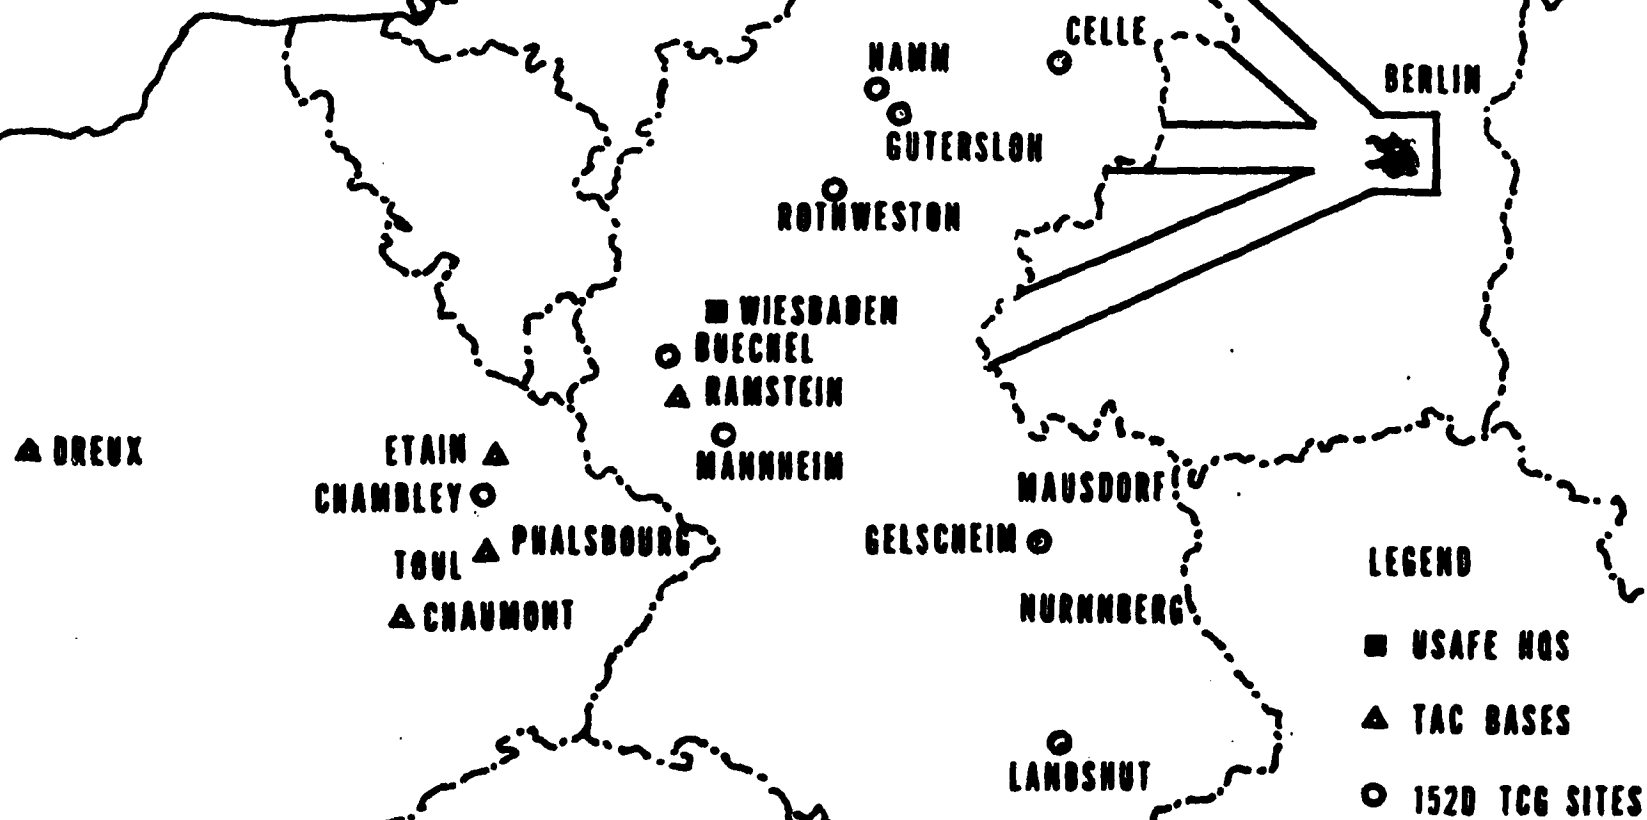 CELLE
HAMM
BERLIN
GUTERSLOH
ROTHWESTON
WIESBADEN
BUECHEL
RAMSTEIN
DREUX
ETAIN
MANNHEIM
CHAMBLEY
MAUSDORF
PHALSBOURG
GELSCHEIM
TOUL
LEGEND
CHAUMONT
NURNNBERG
USAFE HQS
TAC BASES
LANDSHUT
152D TCG SITES